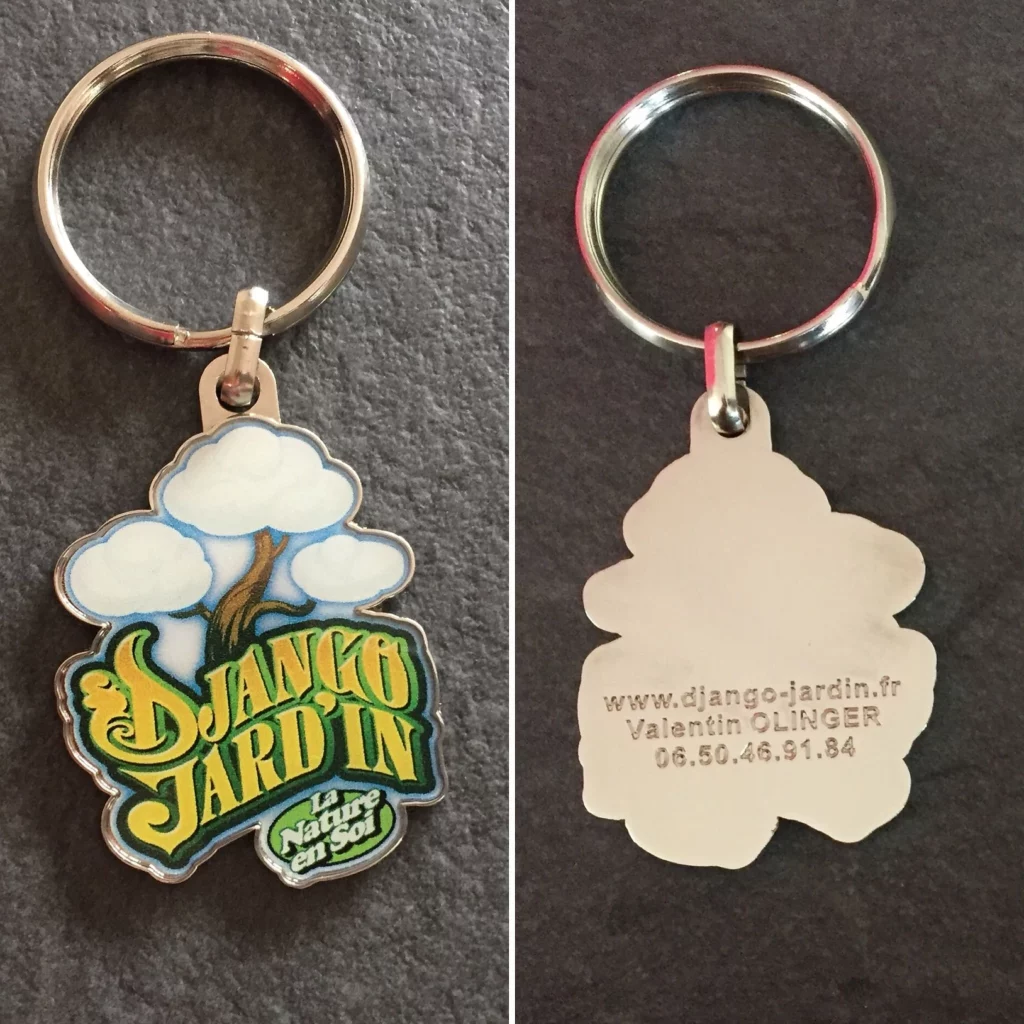 DJANGO
JARD'IN
La
Nature
en Soi
www.django-jardin.fr
Valentin OLINGER
06.50.46.91.84